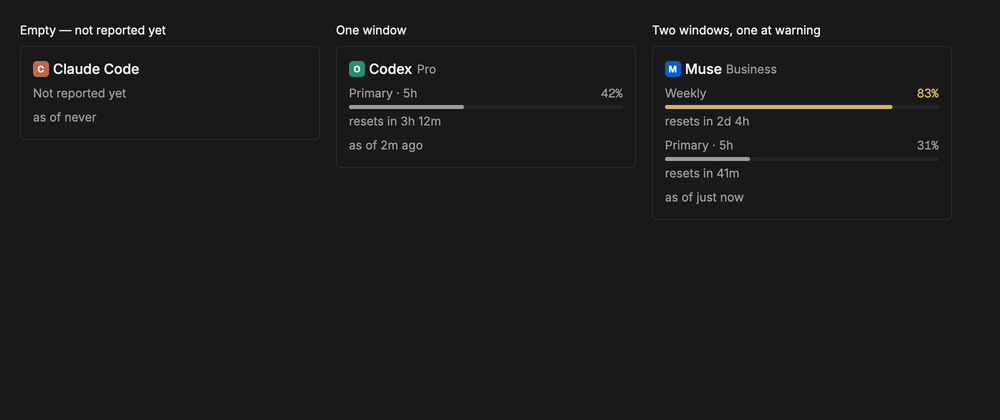 Empty — not reported yet
C Claude Code
Not reported yet
as of never
One window
O Codex Pro
Primary · 5h 42%
resets in 3h 12m
as of 2m ago
Two windows, one at warning
M Muse Business
Weekly 83%
resets in 2d 4h
Primary · 5h 31%
resets in 41m
as of just now